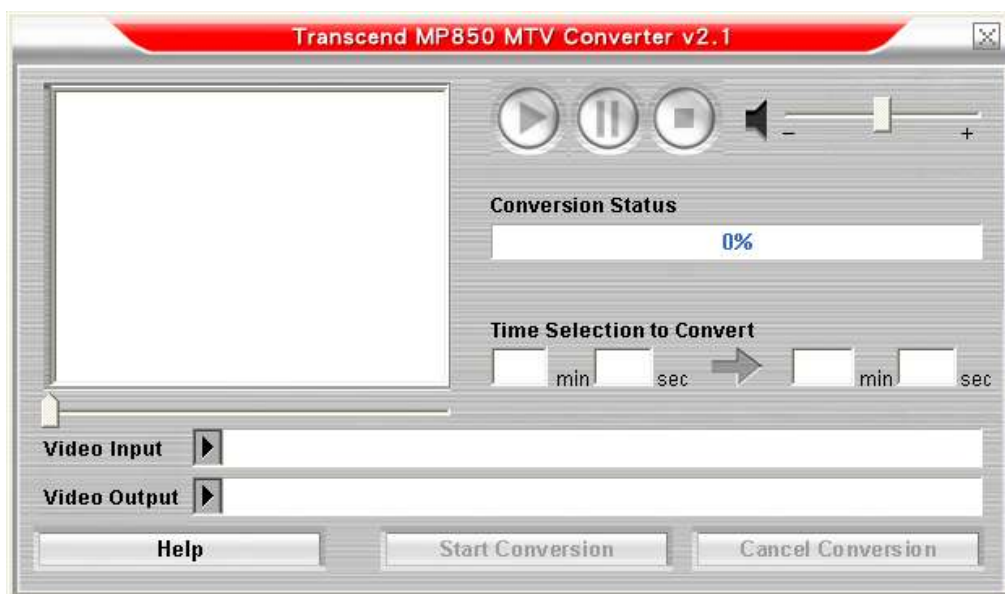 Transcend MP850 MTV Converter v2.1
- +
Conversion Status
0%
Time Selection to Convert
min sec min sec
Video Input
Video Output
Help Start Conversion Cancel Conversion